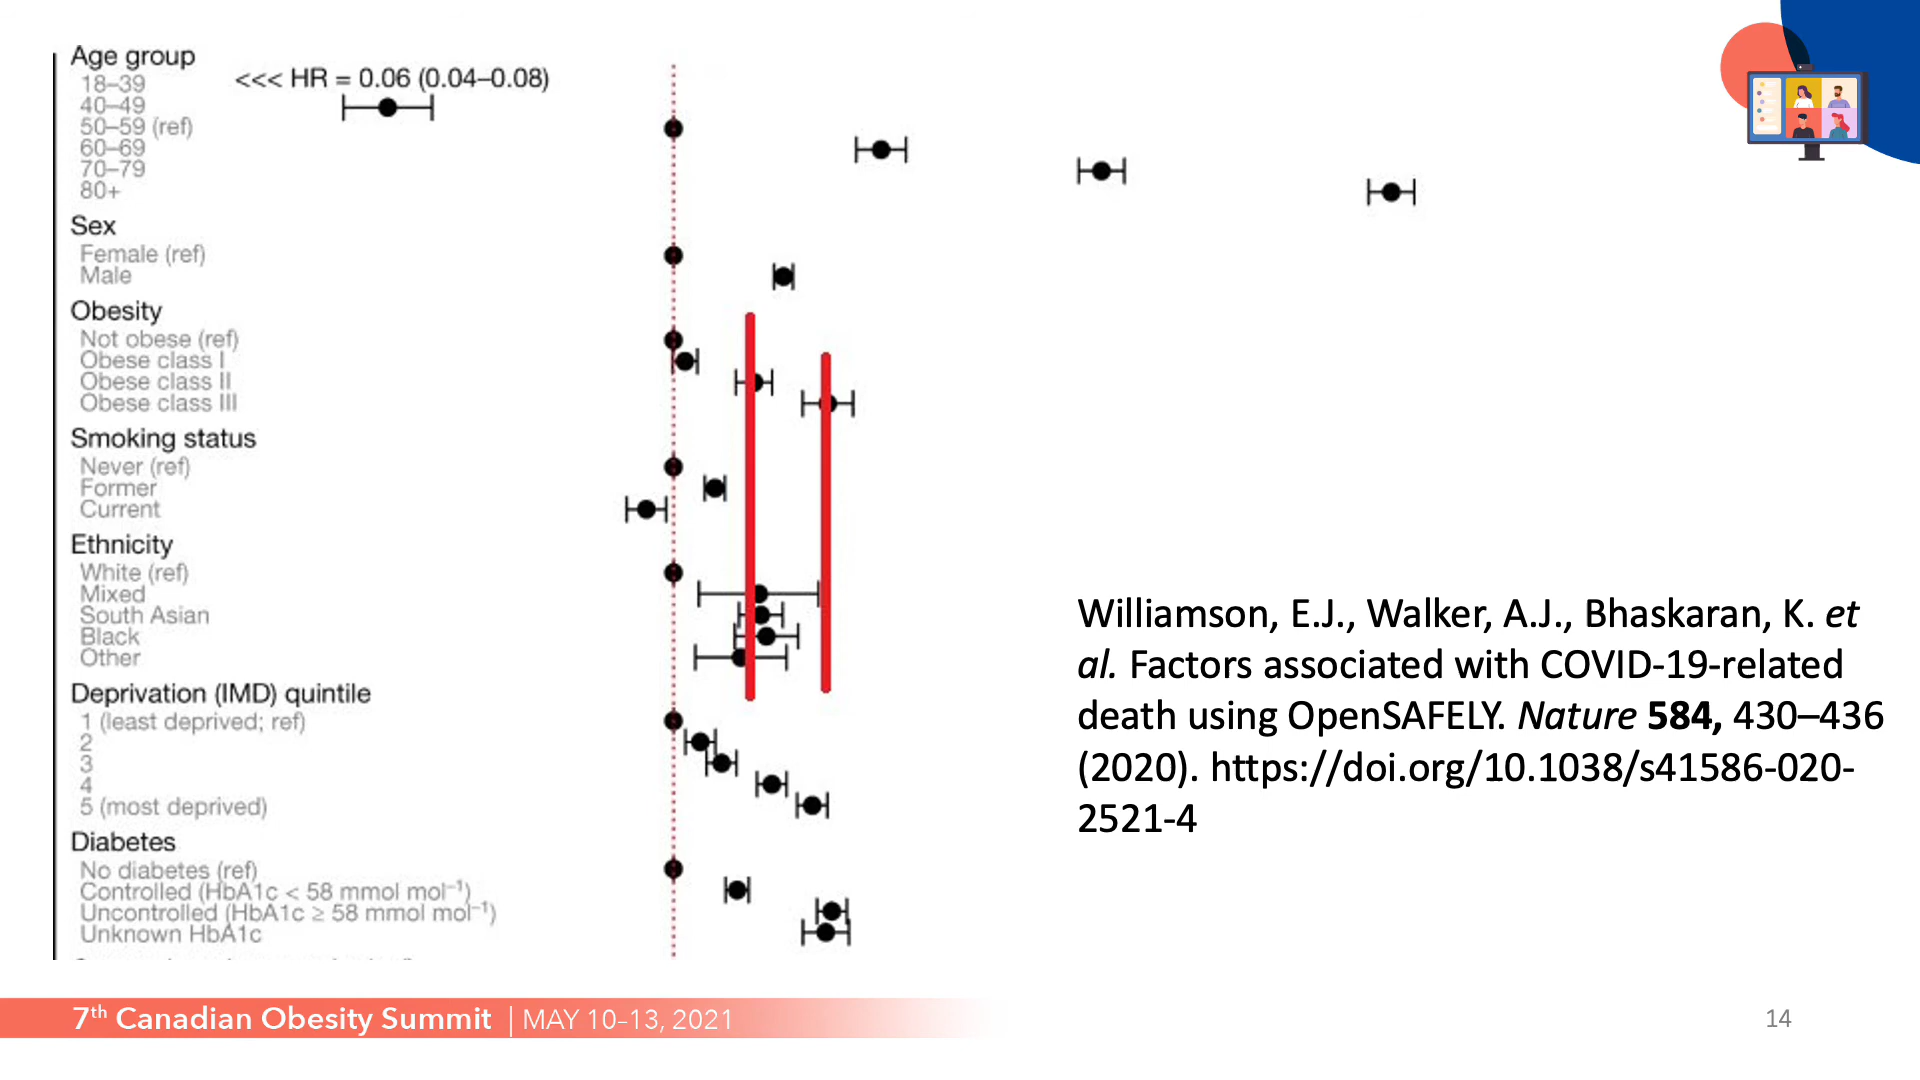 Age group
18–39
<<< HR = 0.06 (0.04–0.08)
40–49
50–59 (ref)
60–69
70–79
80+
Sex
Female (ref)
Male
Obesity
Not obese (ref)
Obese class I
Obese class II
Obese class III
Smoking status
Never (ref)
Former
Current
Ethnicity
White (ref)
Mixed
South Asian
Black
Other
Deprivation (IMD) quintile
1 (least deprived; ref)
2
3
4
5 (most deprived)
Diabetes
No diabetes (ref)
Controlled (HbA1c < 58 mmol mol⁻¹)
Uncontrolled (HbA1c ≥ 58 mmol mol⁻¹)
Unknown HbA1c
Williamson, E.J., Walker, A.J., Bhaskaran, K. et
al. Factors associated with COVID-19-related
death using OpenSAFELY. Nature 584, 430–436
(2020). https://doi.org/10.1038/s41586-020-
2521-4
7th Canadian Obesity Summit | MAY 10–13, 2021
14